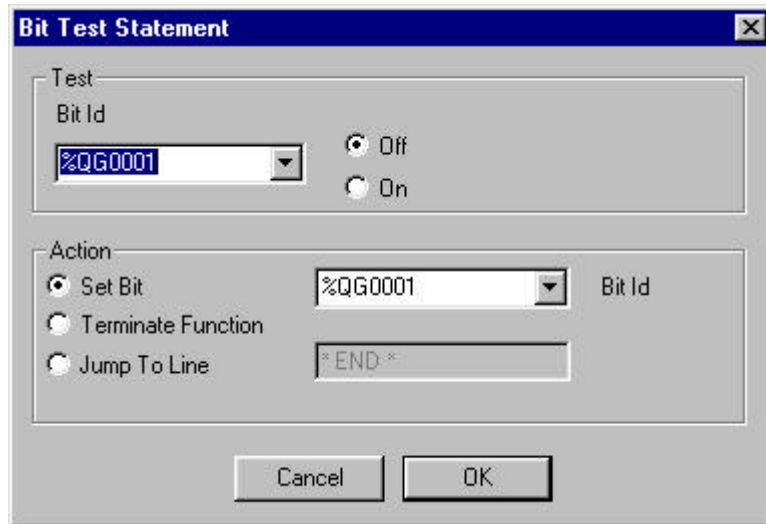 Bit Test Statement
Test
Bit Id
%QG0001
Off
On
Action
Set Bit %QG0001 Bit Id
Terminate Function
Jump To Line * END *
Cancel OK